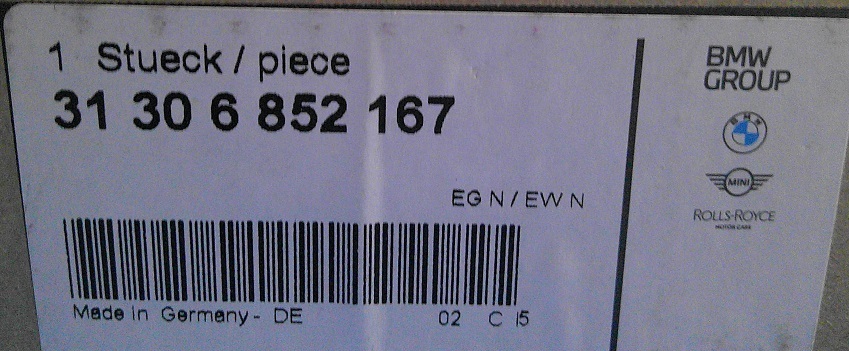 1 Stueck / piece
31 30 6 852 167
EG N / EW N
Made in Germany - DE 02 C 15
BMW
GROUP
BMW
MINI
ROLLS-ROYCE
MOTOR CARS